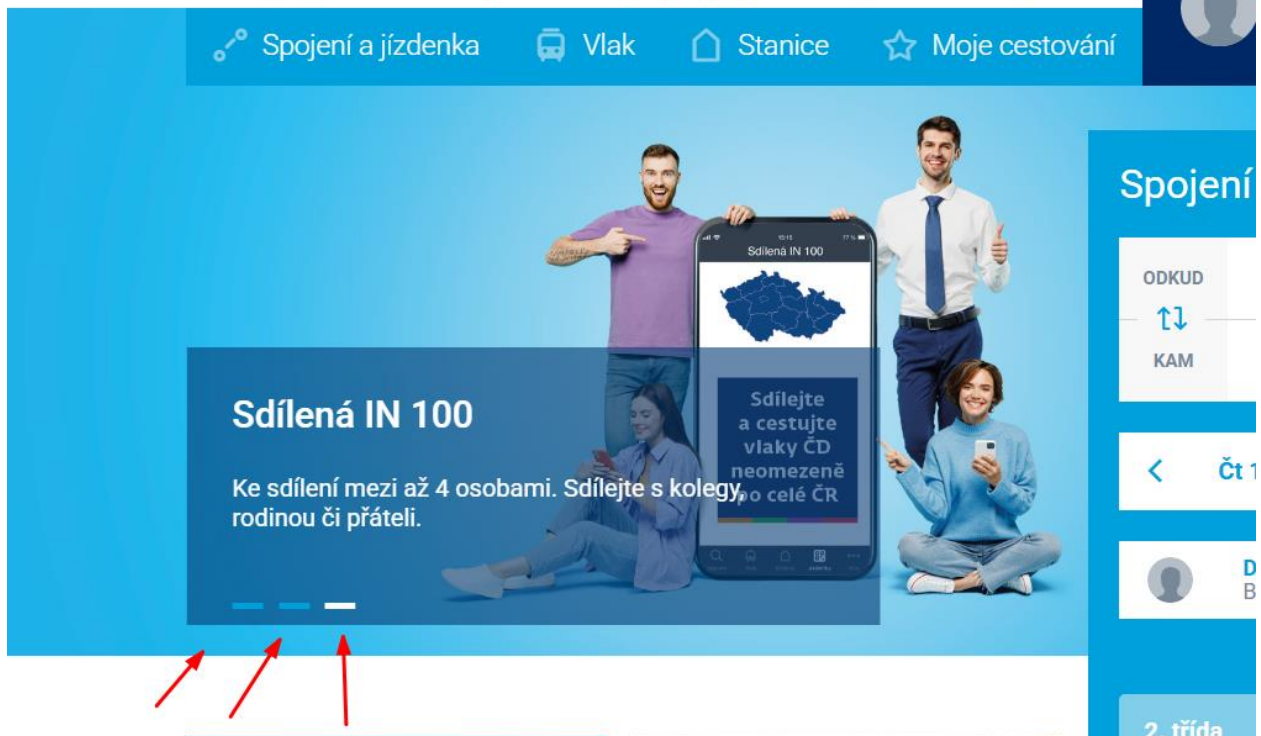 Spojení a jízdenka
Vlak
Stanice
Moje cestování
Sdílená IN 100
Sdílejte
a cestujte
vlaky ČD
neomezeně
po celé ČR
Sdílená IN 100
Ke sdílení mezi až 4 osobami. Sdílejte s kolegy,
rodinou či přáteli.
Spojení
ODKUD
KAM
Čt 1
D
B
2. třída